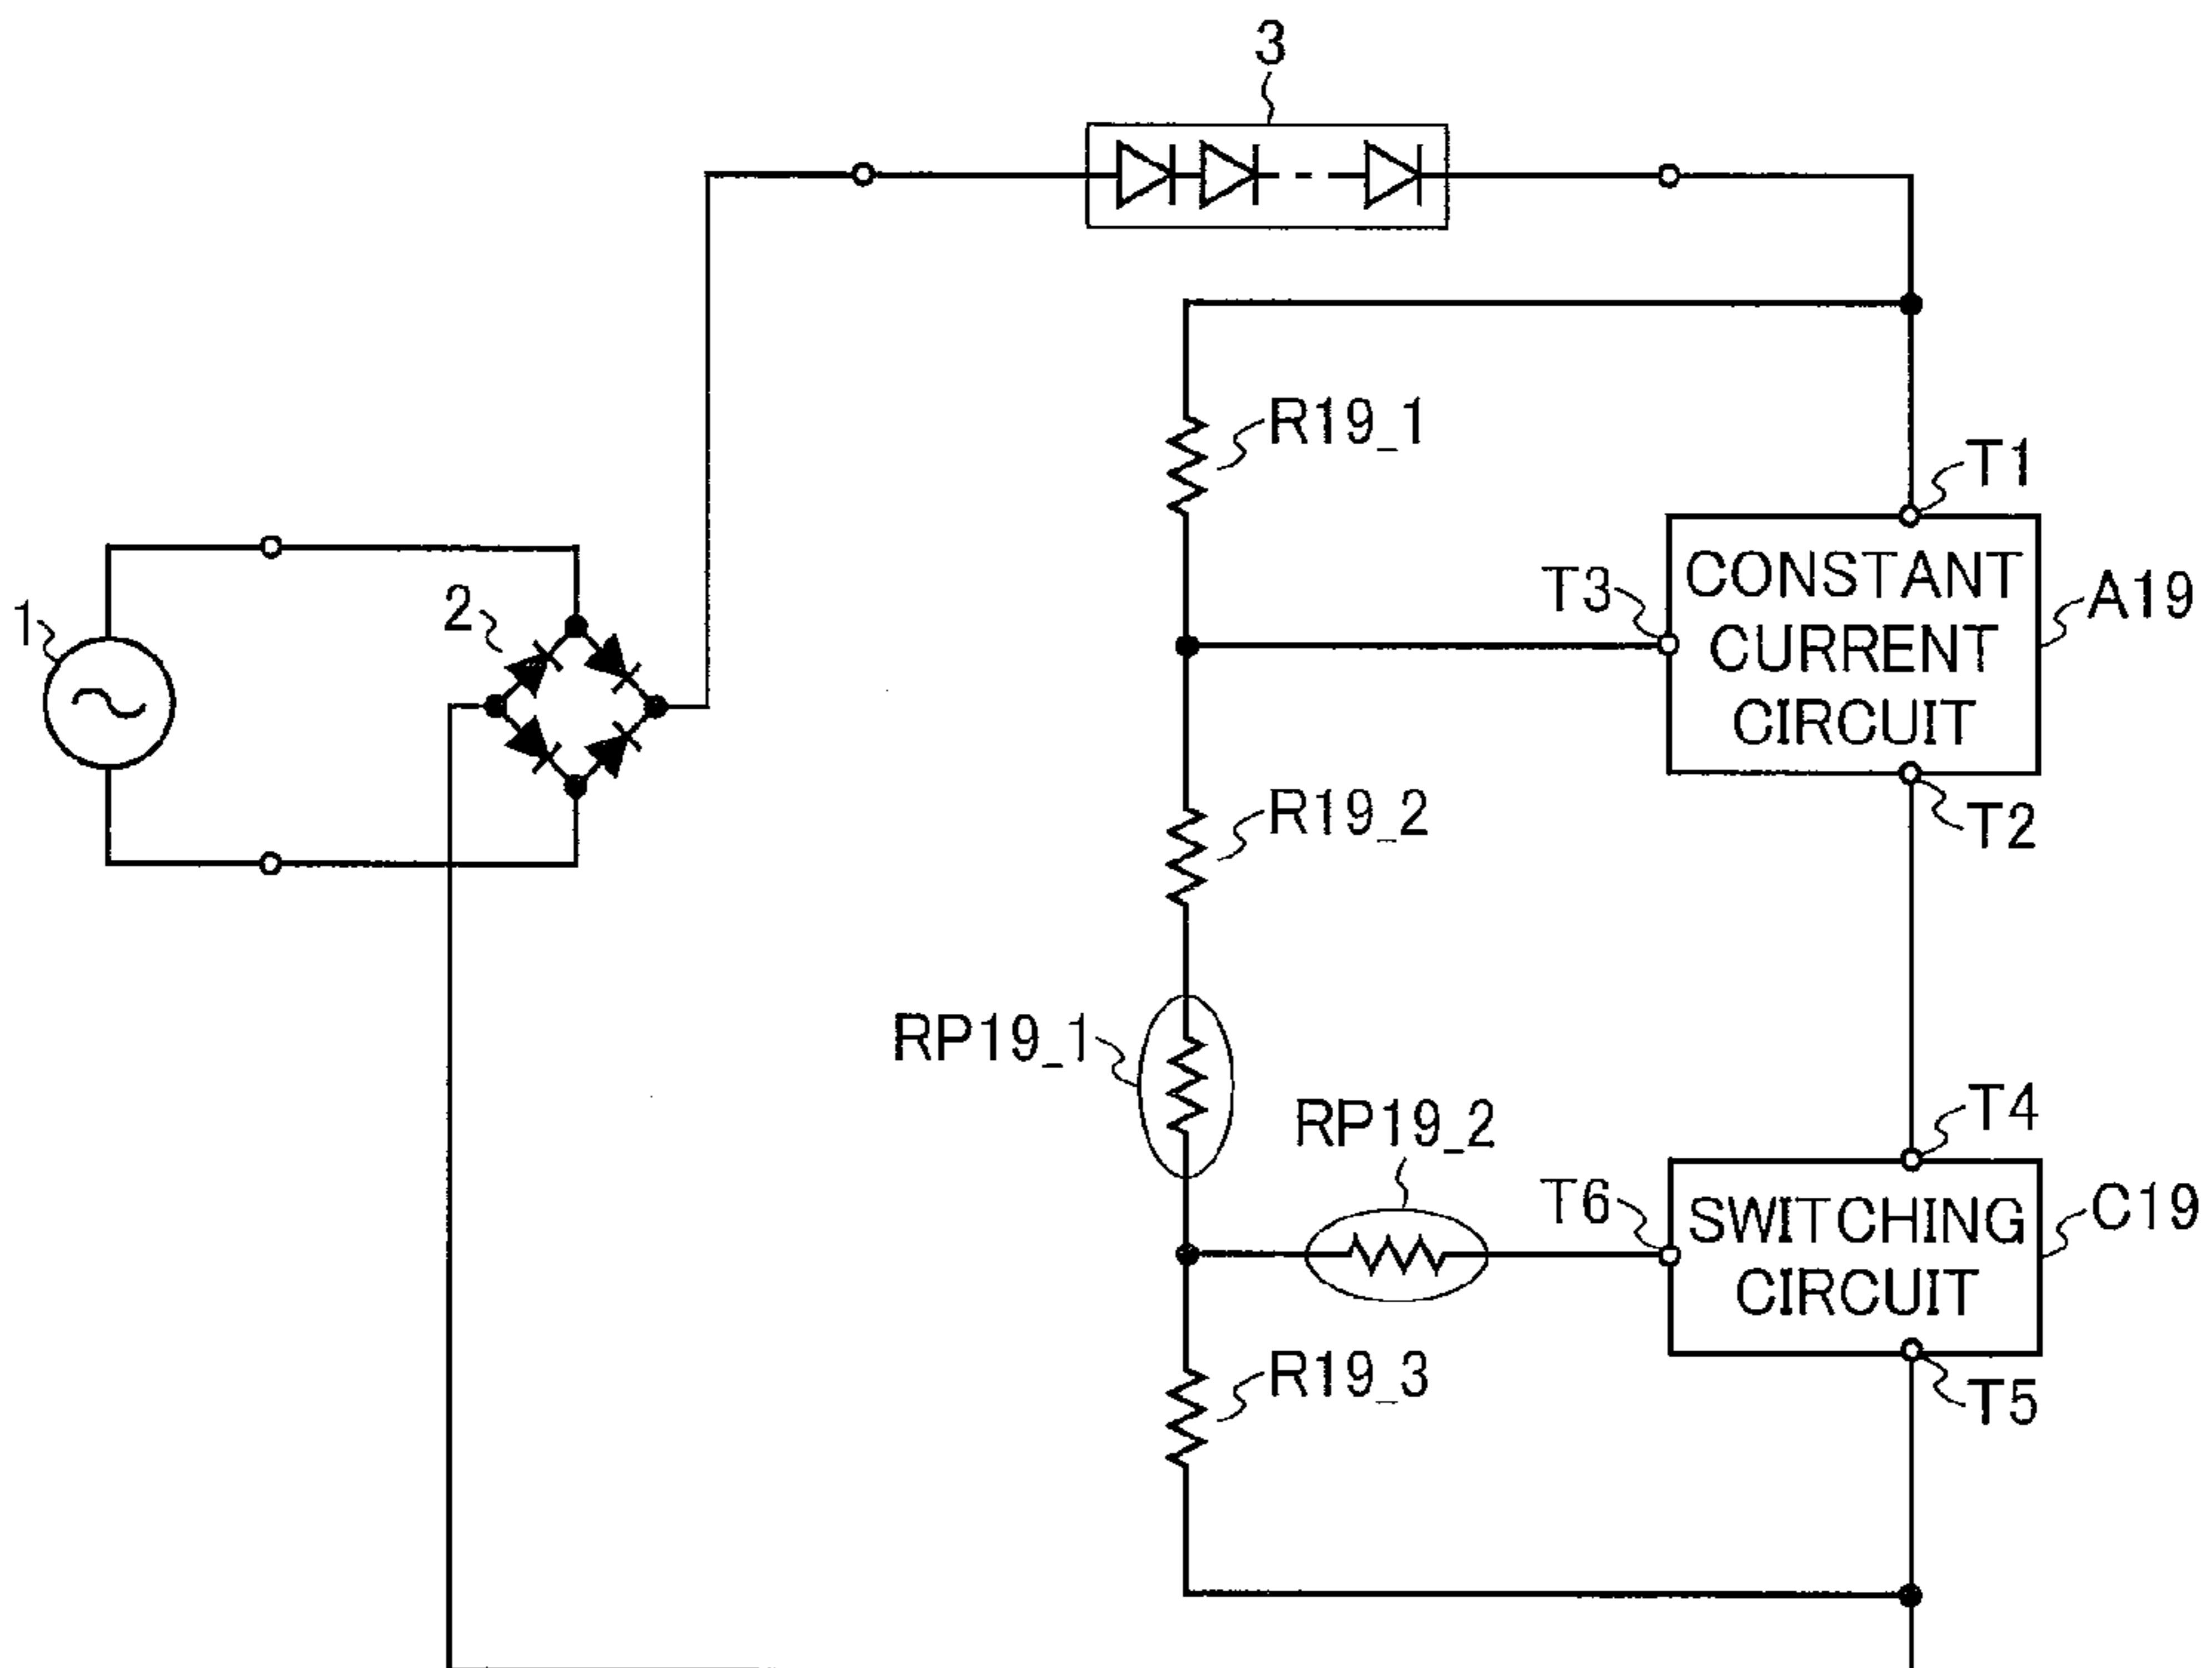 3
R19_1
T1
CONSTANT
CURRENT
CIRCUIT
T3
A19
1
2
T2
R19_2
RP19_1
RP19_2
T4
T6
SWITCHING
CIRCUIT
C19
R19_3
T5